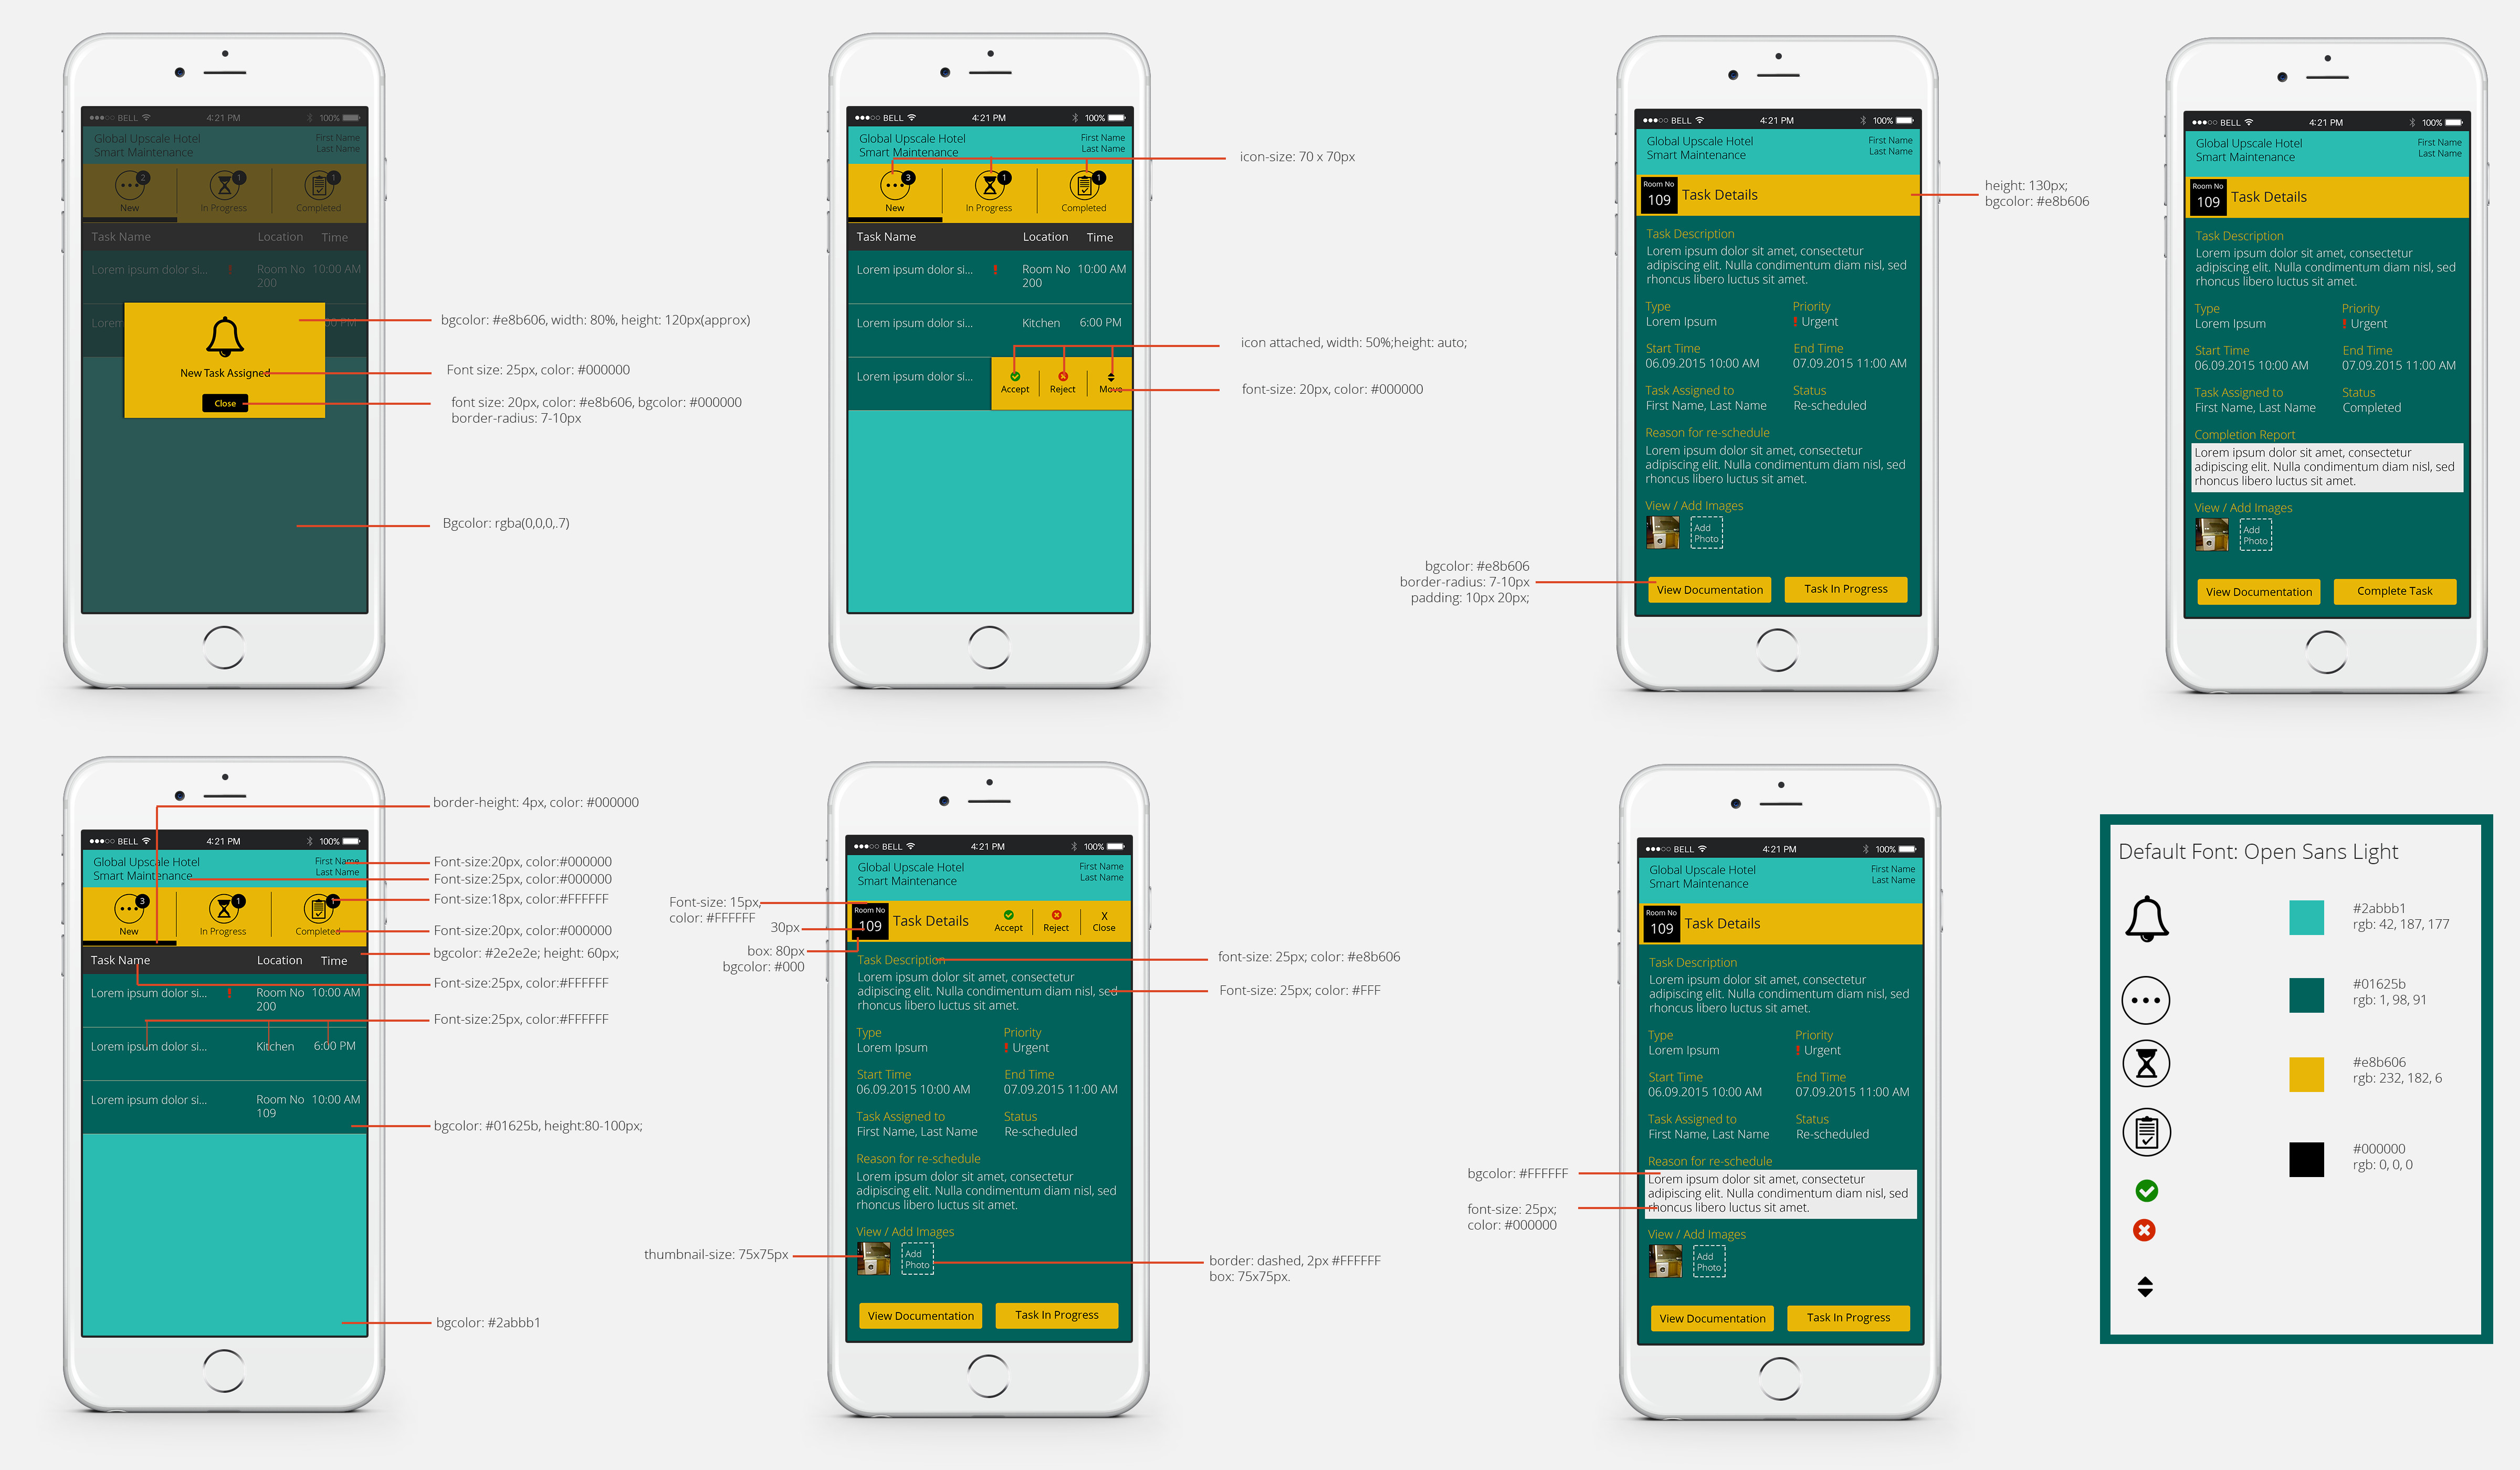 BELL
4:21 PM
100%
Global Upscale Hotel
Smart Maintenance
First Name
Last Name
2
1
1
New
In Progress
Completed
Task Name
Location
Time
Lorem ipsum dolor si...
!
Room No
200
10:00 AM
Lorem
00 PM
New Task Assigned
Close
bgcolor: #e8b606, width: 80%, height: 120px(approx)
Font size: 25px, color: #000000
font size: 20px, color: #e8b606, bgcolor: #000000
border-radius: 7-10px
Bgcolor: rgba(0,0,0,.7)
BELL
4:21 PM
100%
Global Upscale Hotel
Smart Maintenance
First Name
Last Name
3
1
1
New
In Progress
Completed
Task Name
Location
Time
Lorem ipsum dolor si...
!
Room No
200
10:00 AM
Lorem ipsum dolor si...
Kitchen
6:00 PM
Lorem ipsum dolor si...
Accept
Reject
Move
icon-size: 70 x 70px
icon attached, width: 50%;height: auto;
font-size: 20px, color: #000000
BELL
4:21 PM
100%
Global Upscale Hotel
Smart Maintenance
First Name
Last Name
Room No
109
Task Details
Task Description
Lorem ipsum dolor sit amet, consectetur
adipiscing elit. Nulla condimentum diam nisl, sed
rhoncus libero luctus sit amet.
Type
Priority
Lorem Ipsum
! Urgent
Start Time
End Time
06.09.2015 10:00 AM
07.09.2015 11:00 AM
Task Assigned to
Status
First Name, Last Name
Re-scheduled
Reason for re-schedule
Lorem ipsum dolor sit amet, consectetur
adipiscing elit. Nulla condimentum diam nisl, sed
rhoncus libero luctus sit amet.
View / Add Images
Add
Photo
View Documentation
Task In Progress
height: 130px;
bgcolor: #e8b606
bgcolor: #e8b606
border-radius: 7-10px
padding: 10px 20px;
BELL
4:21 PM
100%
Global Upscale Hotel
Smart Maintenance
First Name
Last Name
Room No
109
Task Details
Task Description
Lorem ipsum dolor sit amet, consectetur
adipiscing elit. Nulla condimentum diam nisl, sed
rhoncus libero luctus sit amet.
Type
Priority
Lorem Ipsum
! Urgent
Start Time
End Time
06.09.2015 10:00 AM
07.09.2015 11:00 AM
Task Assigned to
Status
First Name, Last Name
Completed
Completion Report
Lorem ipsum dolor sit amet, consectetur
adipiscing elit. Nulla condimentum diam nisl, sed
rhoncus libero luctus sit amet.
View / Add Images
Add
Photo
View Documentation
Complete Task
BELL
4:21 PM
100%
Global Upscale Hotel
Smart Maintenance
First Name
Last Name
3
1
New
In Progress
Completed
Task Name
Location
Time
Lorem ipsum dolor si...
!
Room No
200
10:00 AM
Lorem ipsum dolor si...
Kitchen
6:00 PM
Lorem ipsum dolor si...
Room No
109
10:00 AM
border-height: 4px, color: #000000
Font-size:20px, color:#000000
Font-size:25px, color:#000000
Font-size:18px, color:#FFFFFF
Font-size:20px, color:#000000
bgcolor: #2e2e2e; height: 60px;
Font-size:25px, color:#FFFFFF
Font-size:25px, color:#FFFFFF
bgcolor: #01625b, height:80-100px;
bgcolor: #2abbb1
BELL
4:21 PM
100%
Global Upscale Hotel
Smart Maintenance
First Name
Last Name
Room No
109
Task Details
Accept
Reject
X
Close
Task Description
Lorem ipsum dolor sit amet, consectetur
adipiscing elit. Nulla condimentum diam nisl, sed
rhoncus libero luctus sit amet.
Type
Priority
Lorem Ipsum
! Urgent
Start Time
End Time
06.09.2015 10:00 AM
07.09.2015 11:00 AM
Task Assigned to
Status
First Name, Last Name
Re-scheduled
Reason for re-schedule
Lorem ipsum dolor sit amet, consectetur
adipiscing elit. Nulla condimentum diam nisl, sed
rhoncus libero luctus sit amet.
View / Add Images
Add
Photo
View Documentation
Task In Progress
Font-size: 15px,
color: #FFFFFF
30px
box: 80px
bgcolor: #000
font-size: 25px; color: #e8b606
Font-size: 25px; color: #FFF
thumbnail-size: 75x75px
border: dashed, 2px #FFFFFF
box: 75x75px.
BELL
4:21 PM
100%
Global Upscale Hotel
Smart Maintenance
First Name
Last Name
Room No
109
Task Details
Task Description
Lorem ipsum dolor sit amet, consectetur
adipiscing elit. Nulla condimentum diam nisl, sed
rhoncus libero luctus sit amet.
Type
Priority
Lorem Ipsum
! Urgent
Start Time
End Time
06.09.2015 10:00 AM
07.09.2015 11:00 AM
Task Assigned to
Status
First Name, Last Name
Re-scheduled
Reason for re-schedule
Lorem ipsum dolor sit amet, consectetur
adipiscing elit. Nulla condimentum diam nisl, sed
rhoncus libero luctus sit amet.
View / Add Images
Add
Photo
View Documentation
Task In Progress
bgcolor: #FFFFFF
font-size: 25px;
color: #000000
Default Font: Open Sans Light
#2abbb1
rgb: 42, 187, 177
#01625b
rgb: 1, 98, 91
#e8b606
rgb: 232, 182, 6
#000000
rgb: 0, 0, 0